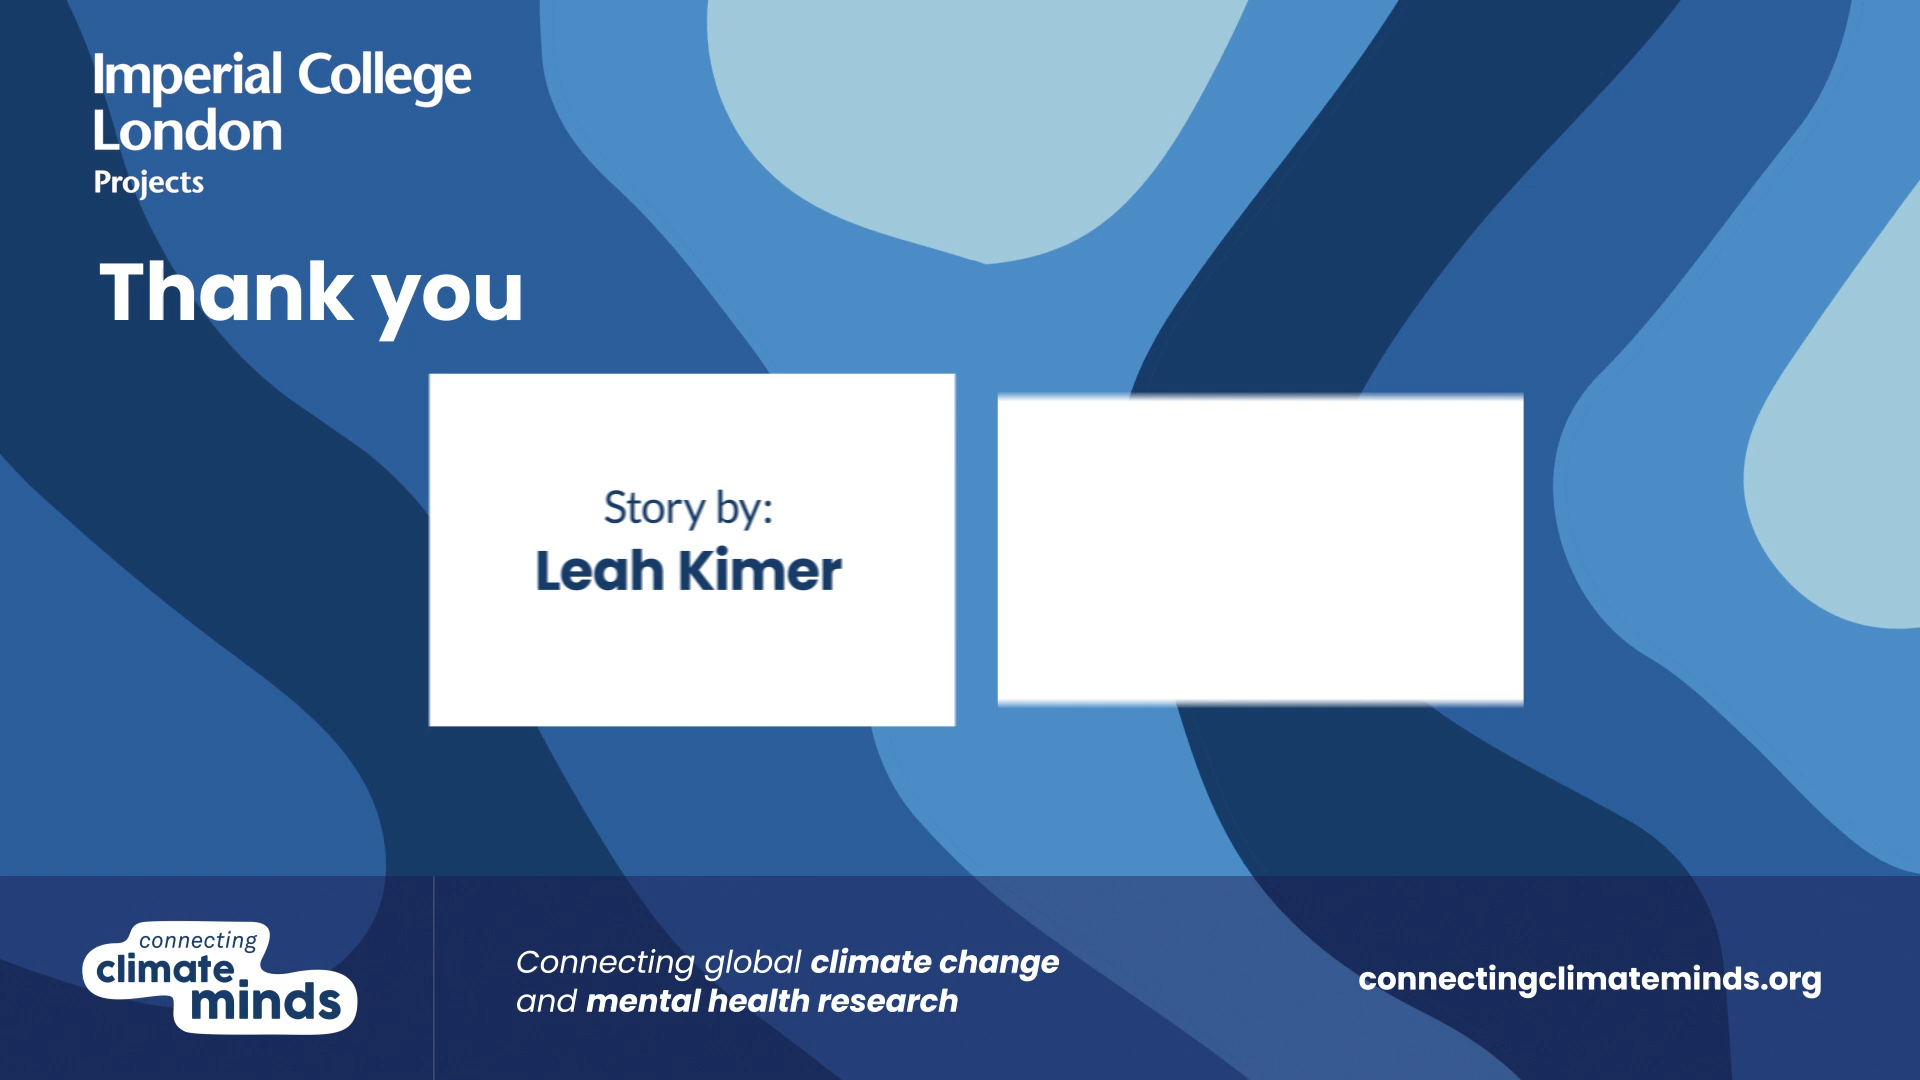 Imperial College
London
Projects
Thank you
Story by:
Leah Kimer
connecting
climate
minds
Connecting global climate change
and mental health research
connectingclimateminds.org